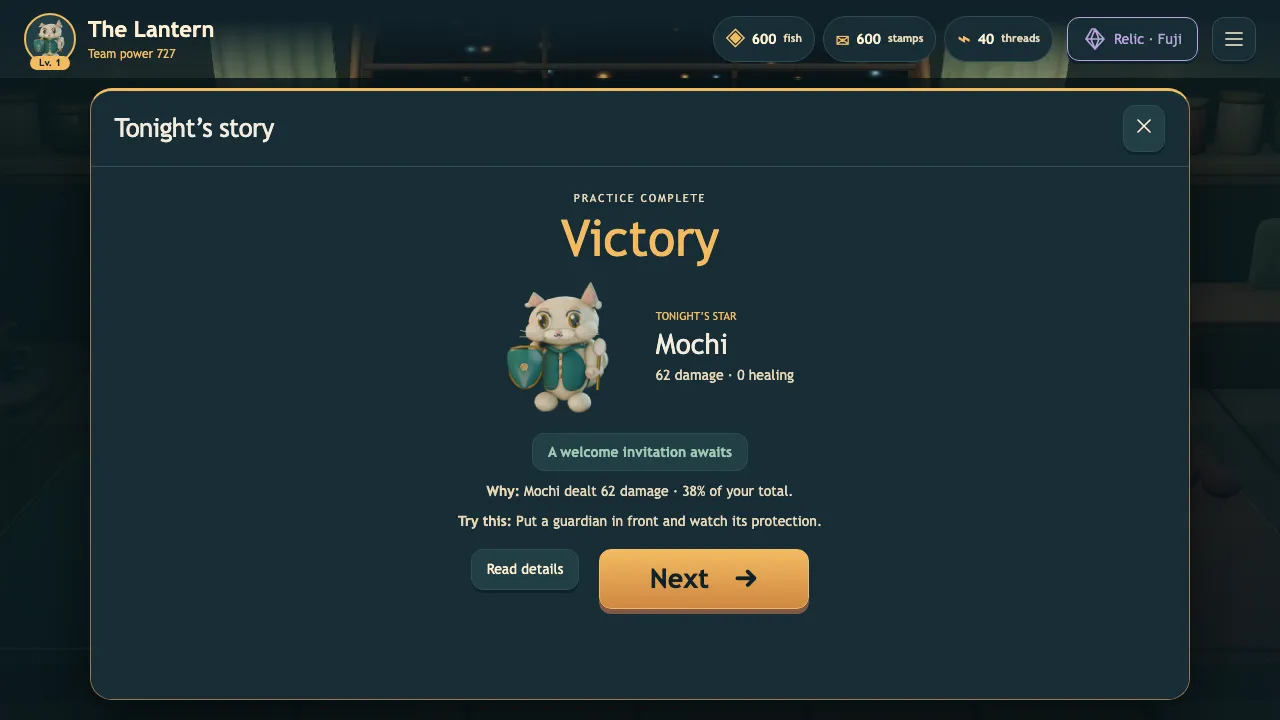 The Lantern
Team power 727
Lv. 1
600 fish
600 stamps
40 threads
Relic · Fuji
Tonight’s story
PRACTICE COMPLETE
Victory
TONIGHT’S STAR
Mochi
62 damage · 0 healing
A welcome invitation awaits
Why: Mochi dealt 62 damage · 38% of your total.
Try this: Put a guardian in front and watch its protection.
Read details
Next